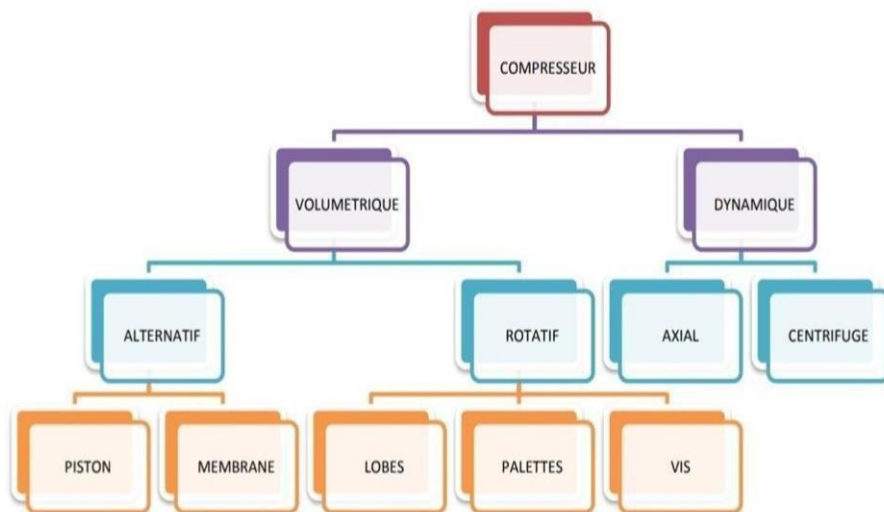 COMPRESSEUR
VOLUMETRIQUE
DYNAMIQUE
ALTERNATIF
ROTATIF
AXIAL
CENTRIFUGE
PISTON
MEMBRANE
LOBES
PALETTES
VIS